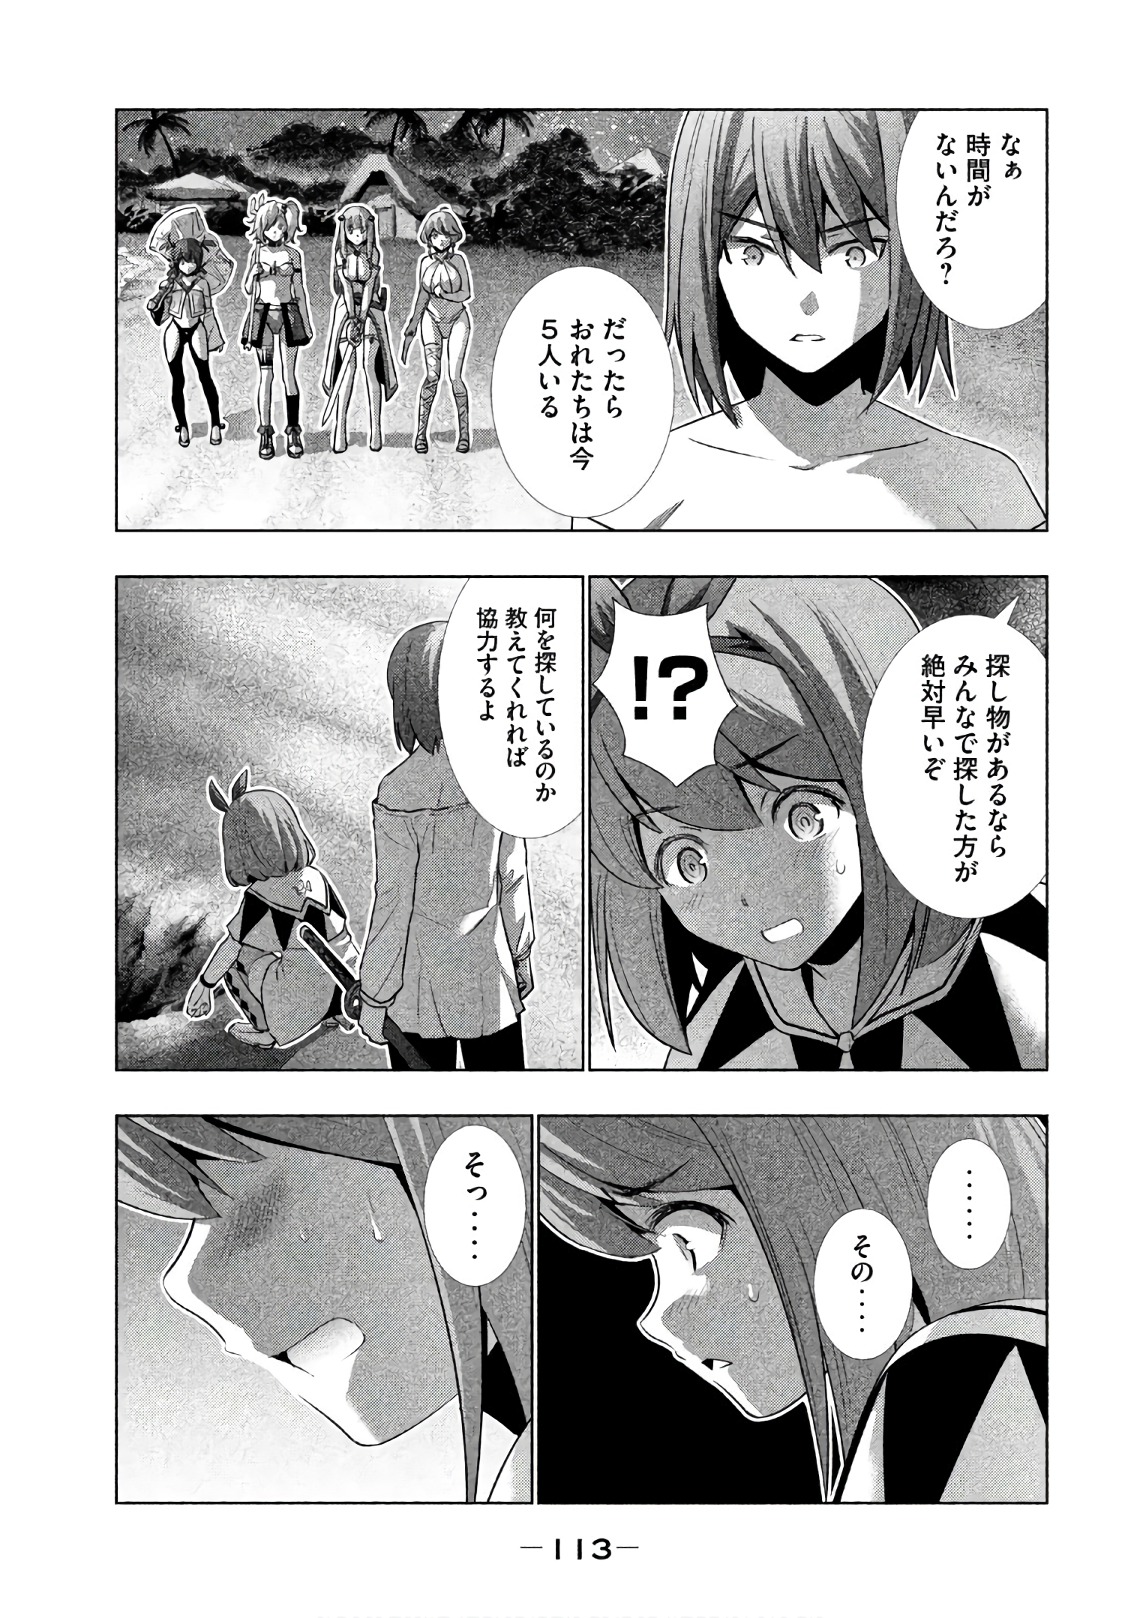 なぁ
時間が
ないんだろ？
だったら
おれたちは今
５人いる
探し物があるなら
みんなで探した方が
絶対早いぞ
!?
何を探しているのか
教えてくれれば
協力するよ
‥‥‥
その‥‥
そっ‥‥
—113—